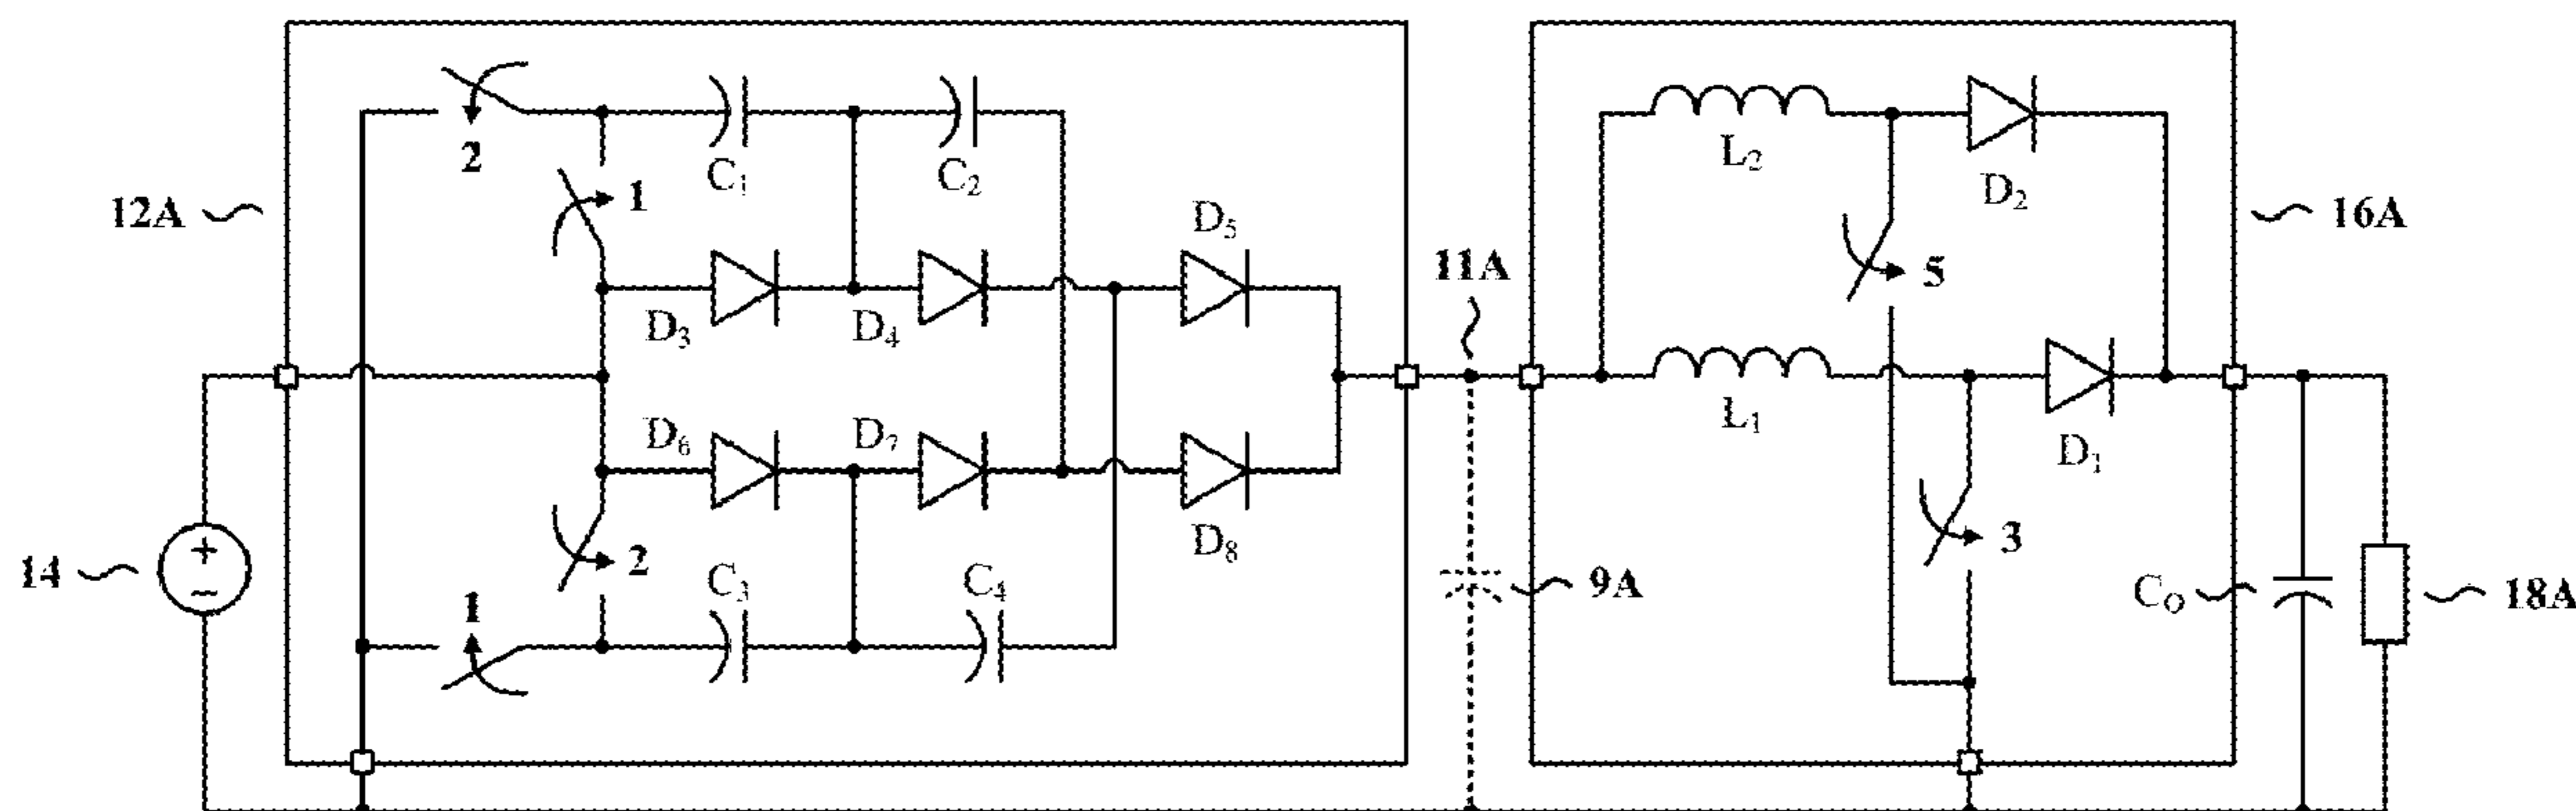 2
C₁
C₂
L₂
D₂
12A
1
D₅
16A
11A
5
D₃
D₄
D₆
D₇
L₁
D₁
D₈
14
+
−
2
1
C₃
C₄
9A
3
C_O
18A